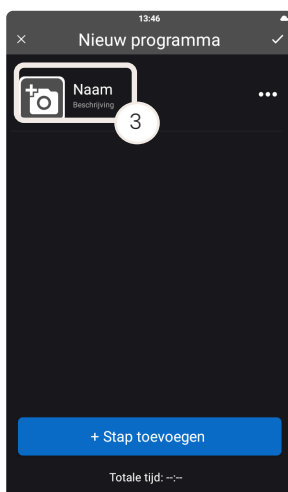 13:46
Nieuw programma
Naam
Beschrijving
3
+ Stap toevoegen
Totale tijd: --:--